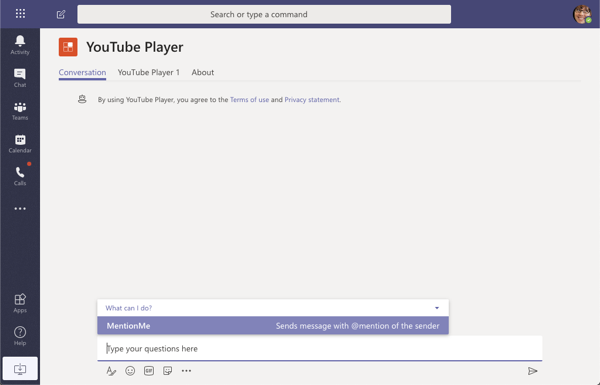 Search or type a command
Activity
Chat
Teams
Calendar
Calls
Apps
Help
YouTube Player
Conversation YouTube Player 1 About
By using YouTube Player, you agree to the Terms of use and Privacy statement.
What can I do?
MentionMe Sends message with @mention of the sender
Type your questions here
GIF